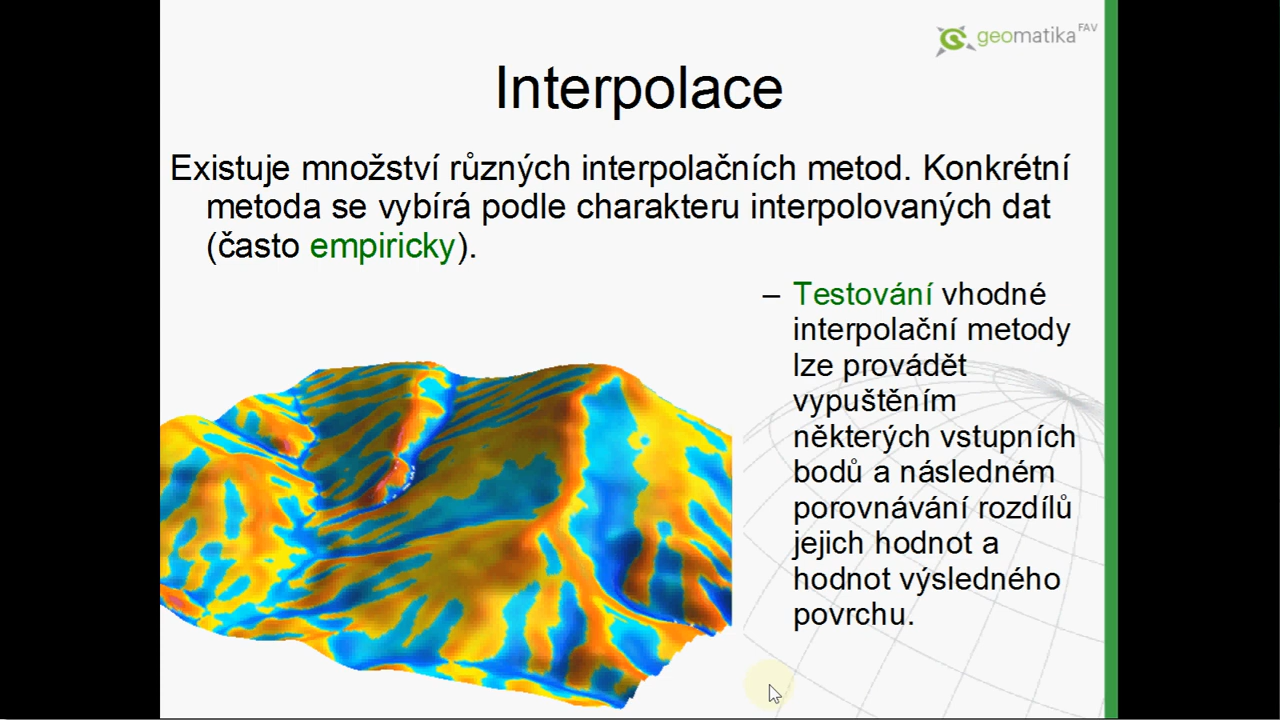 geomatika FAV
Interpolace
Existuje množství různých interpolačních metod. Konkrétní
metoda se vybírá podle charakteru interpolovaných dat
(často empiricky).
– Testování vhodné
interpolační metody
lze provádět
vypuštěním
některých vstupních
bodů a následném
porovnávání rozdílů
jejich hodnot a
hodnot výsledného
povrchu.